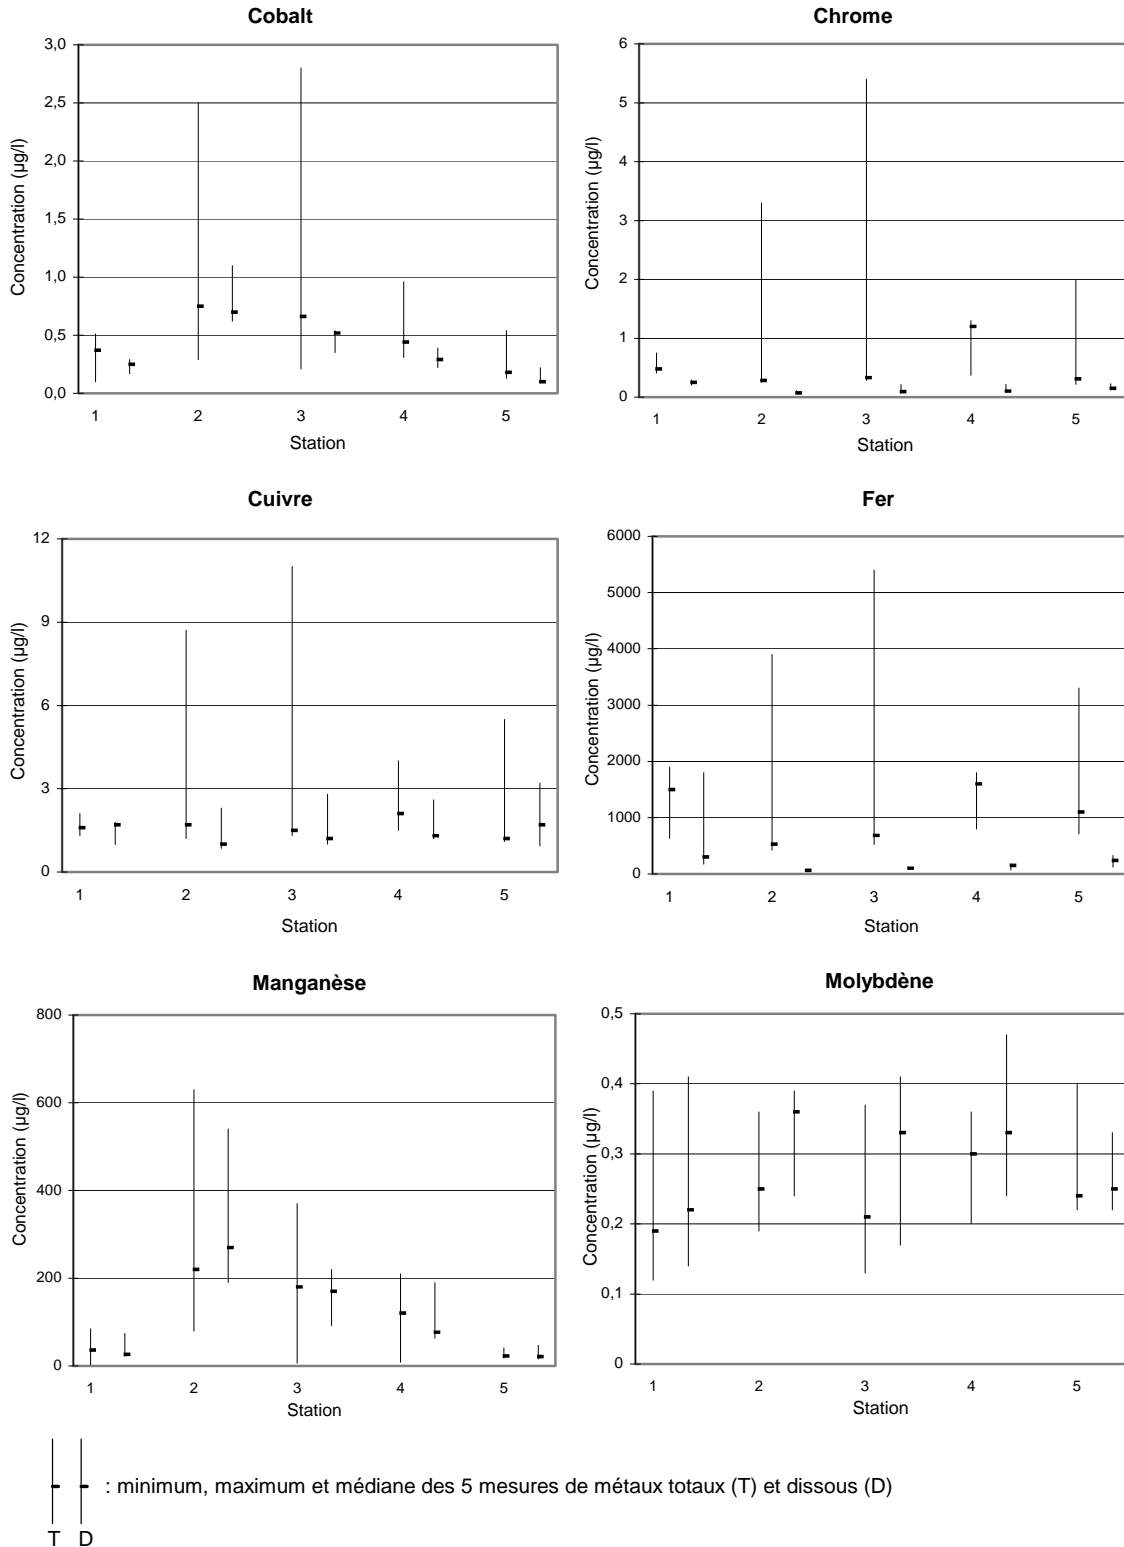 Cobalt
3,0
2,5
2,0
1,5
1,0
0,5
0,0
Concentration (µg/l)
1 2 3 4 5
Station
Chrome
6
5
4
3
2
1
0
Concentration (µg/l)
1 2 3 4 5
Station
Cuivre
12
9
6
3
0
Concentration (µg/l)
1 2 3 4 5
Station
Fer
6000
5000
4000
3000
2000
1000
0
Concentration (µg/l)
1 2 3 4 5
Station
Manganèse
800
600
400
200
0
Concentration (µg/l)
1 2 3 4 5
Station
Molybdène
0,5
0,4
0,3
0,2
0,1
0
Concentration (µg/l)
1 2 3 4 5
Station
: minimum, maximum et médiane des 5 mesures de métaux totaux (T) et dissous (D)
T D